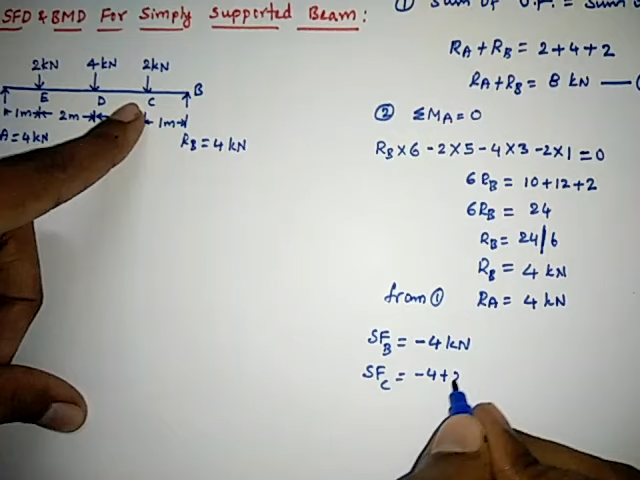 SFD & BMD For Simply Supported Beam:
① Sum of U.F. = Sum
2kN 4kN 2kN
B
E D C
1m 2m 1m
A = 4kN
RB = 4 kN
RA + RB = 2+4+2
RA+RB = 8 kN
② ΣMA = 0
RB × 6 - 2×5 - 4×3 - 2×1 = 0
6RB = 10+12+2
6RB = 24
RB = 24/6
RB = 4 kN
from ① RA = 4 kN
SFB = -4 kN
SFC = -4+2